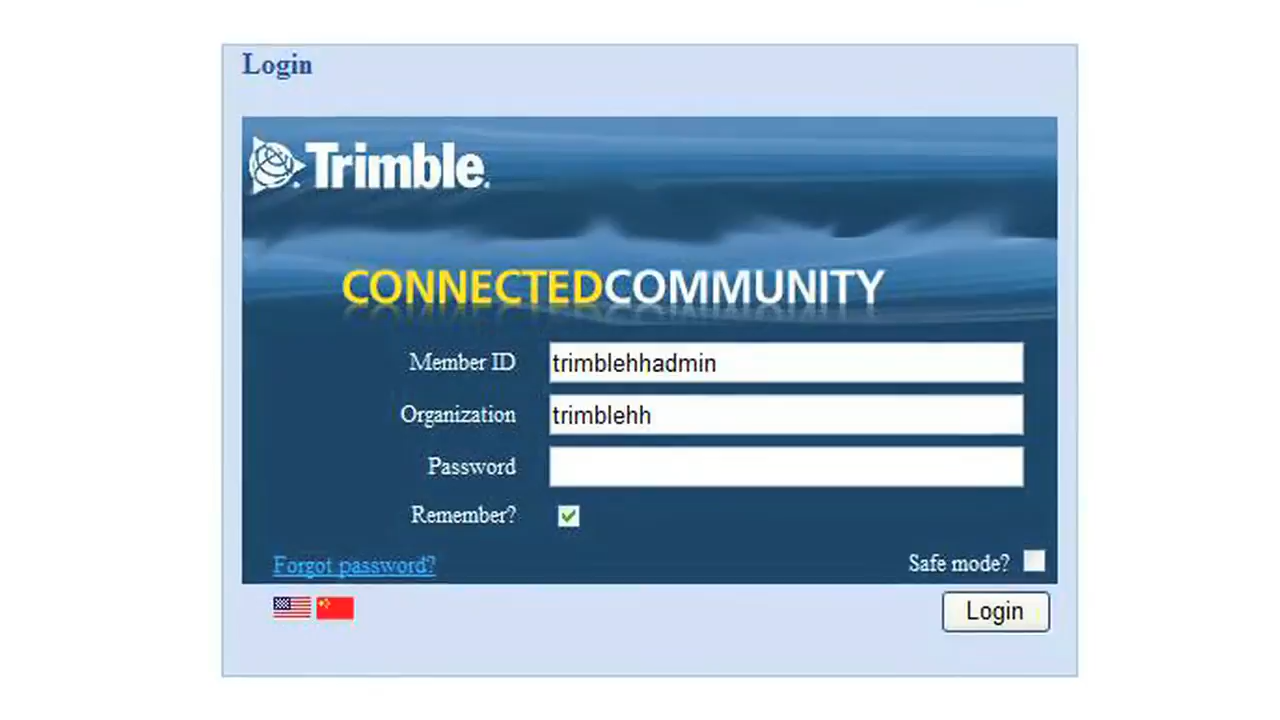 Login
Trimble.
CONNECTEDCOMMUNITY
Member ID trimblehhadmin
Organization trimblehh
Password
Remember?
Forgot password? Safe mode?
Login